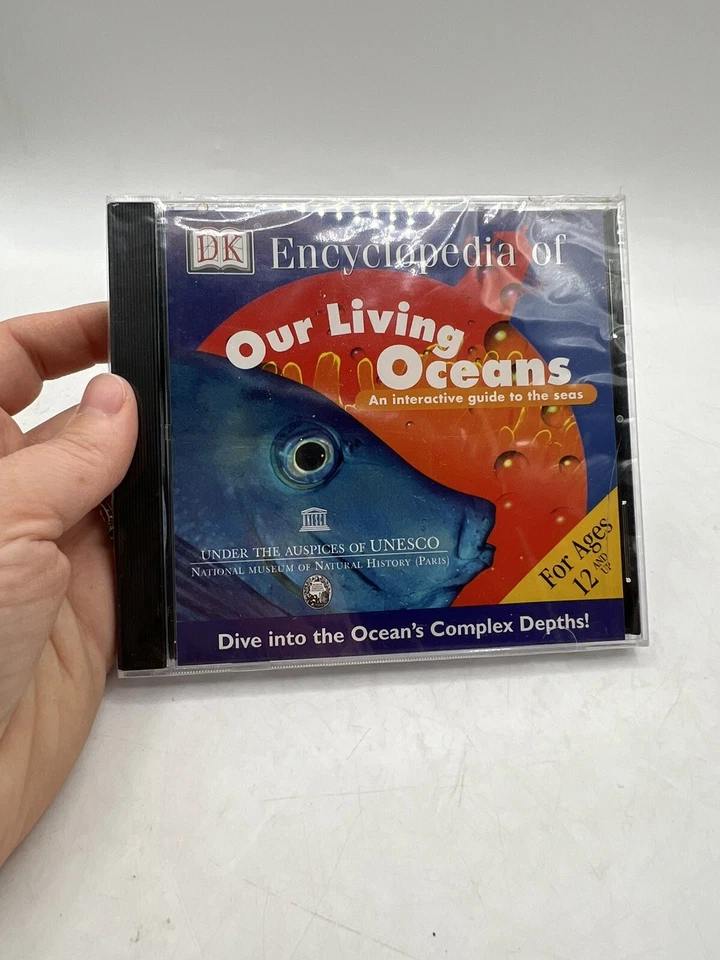 DK Encyclopedia of
Our Living
Oceans
An interactive guide to the seas
UNDER THE AUSPICES OF UNESCO
NATIONAL MUSEUM OF NATURAL HISTORY (PARIS)
For Ages
12 AND UP
Dive into the Ocean's Complex Depths!